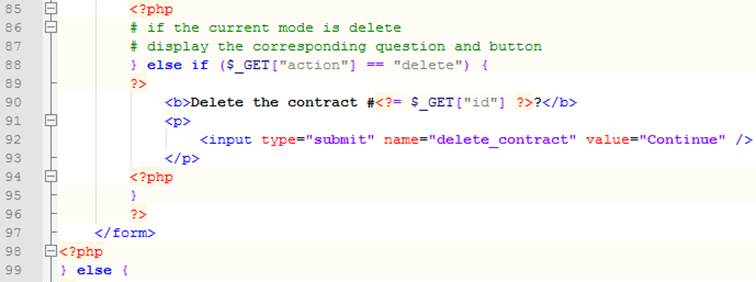 85 <?php
86 # if the current mode is delete
87 # display the corresponding question and button
88 } else if ($_GET["action"] == "delete") {
89 ?>
90 <b>Delete the contract #<?= $_GET["id"] ?>?</b>
91 <p>
92 <input type="submit" name="delete_contract" value="Continue" />
93 </p>
94 <?php
95 }
96 ?>
97 </form>
98 <?php
99 } else {